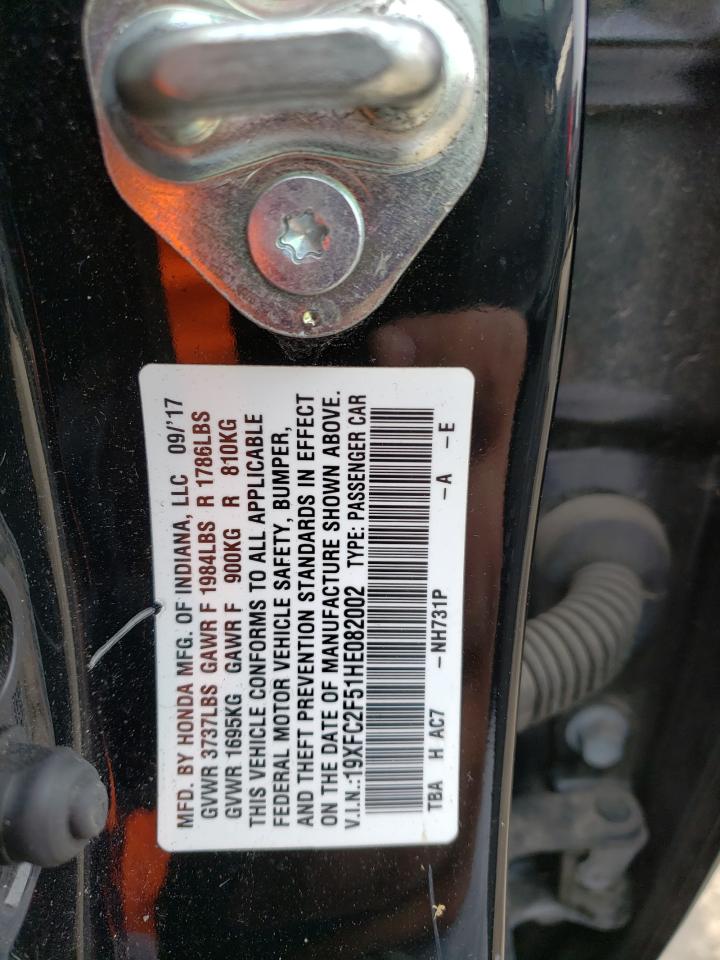 MFD. BY HONDA MFG. OF INDIANA, LLC 09/'17
GVWR 3737LBS GAWR F 1984LBS R 1786LBS
GVWR 1695KG GAWR F 900KG R 810KG
THIS VEHICLE CONFORMS TO ALL APPLICABLE
FEDERAL MOTOR VEHICLE SAFETY, BUMPER,
AND THEFT PREVENTION STANDARDS IN EFFECT
ON THE DATE OF MANUFACTURE SHOWN ABOVE.
V.I.N.:19XFC2F51HE082002 TYPE: PASSENGER CAR
TBA H AC7 -NH731P -A -E